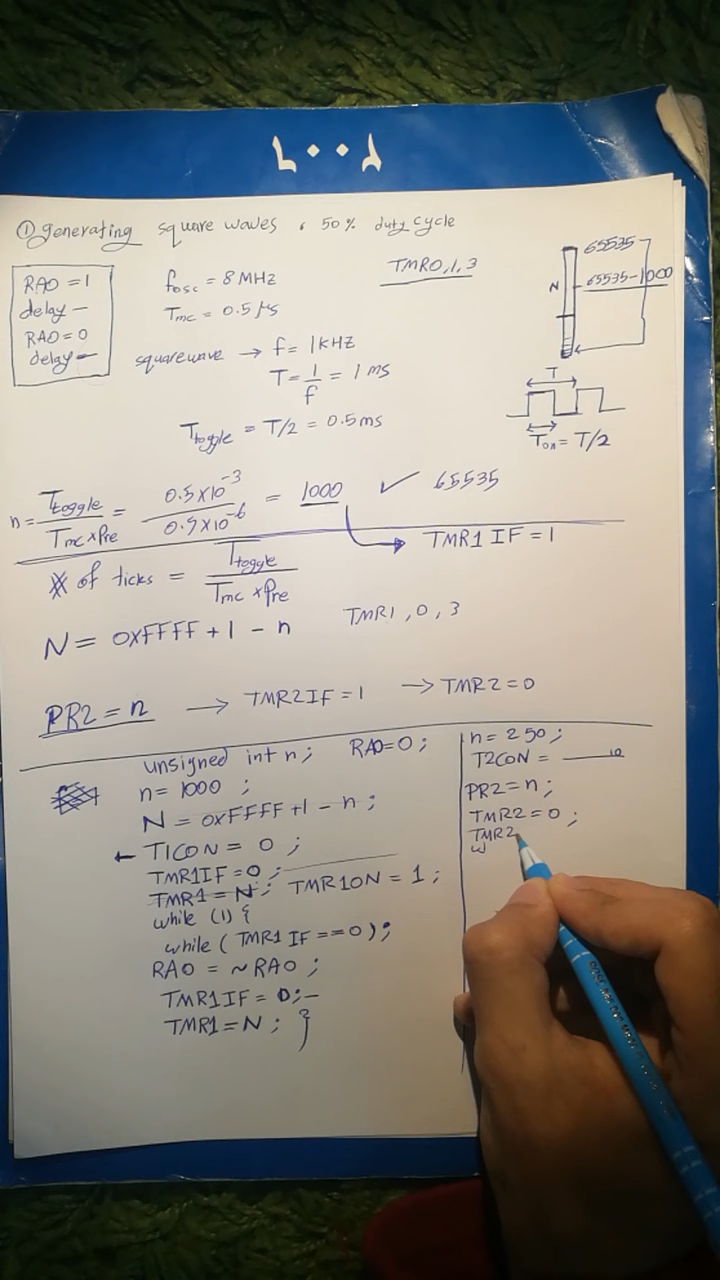 ① generating square waves , 50% duty cycle
RA0 = 1
delay —
RA0 = 0
delay —
fosc = 8 MHz
Tmc = 0.5 µs
TMR0,1,3
squarewave → f = 1KHZ
T = 1/f = 1 ms
Ttoggle = T/2 = 0.5ms
N
65535
65535-1000
T
Ton = T/2
n = Ttoggle / Tmc x Pre = 0.5 x 10^-3 / 0.5 x 10^-6 = 1000 ✓ 65535
→ TMR1 IF = 1
# of ticks = Ttoggle / Tmc x Pre
N = 0xFFFF + 1 - n TMR1, 0, 3
PR2 = n → TMR2IF = 1 → TMR2 = 0
unsigned int n; RA0=0;
n = 1000 ;
N = 0xFFFF +1 - n ;
← T1CON = 0 ;
TMR1IF = 0 ;
TMR1 = N ; TMR1ON = 1 ;
while (1) {
while ( TMR1 IF == 0 ) ;
RA0 = ~ RA0 ;
TMR1IF = 0; —
TMR1 = N ; }
n = 250 ;
T2CON =
PR2 = n ;
TMR2 = 0 ;
TMR2
w